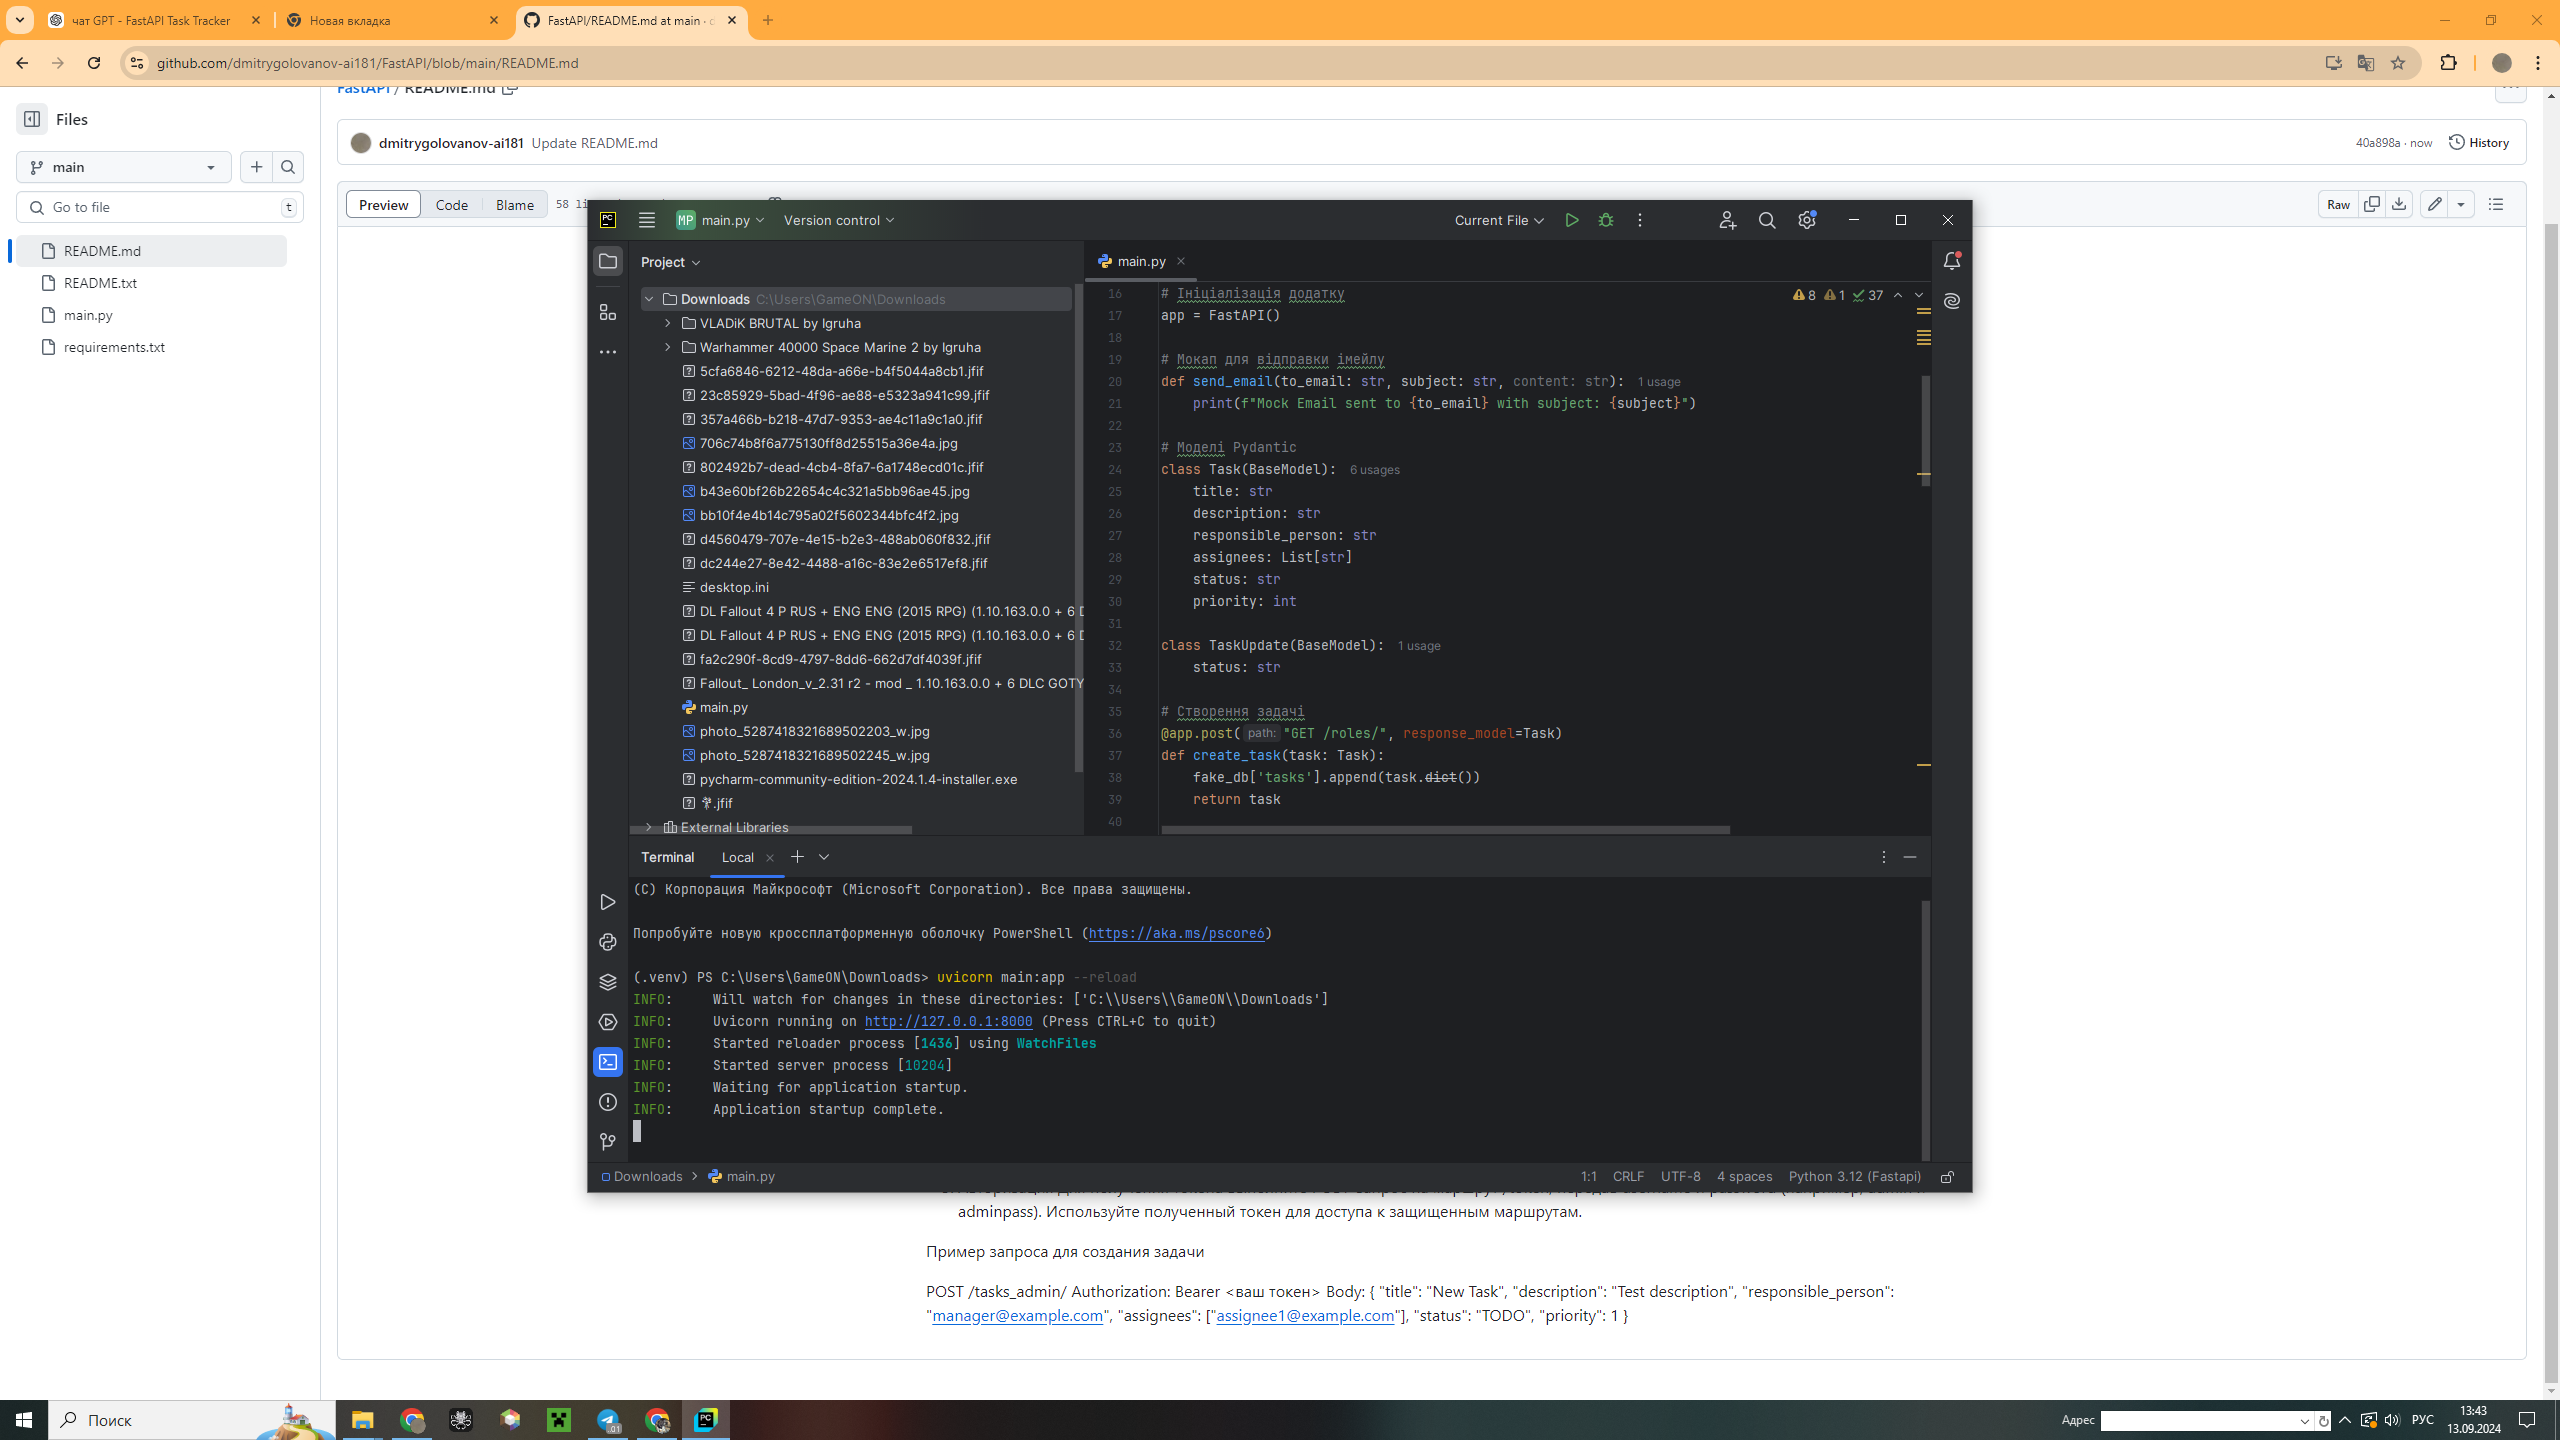 чат GPT - FastAPI Task Tracker
Новая вкладка
FastAPI/README.md at main ·
github.com/dmitrygolovanov-ai181/FastAPI/blob/main/README.md
FastAPI / README.md
Files
main
Go to file
t
README.md
README.txt
main.py
requirements.txt
dmitrygolovanov-ai181 Update README.md
40a898a · now
History
Preview
Code
Blame
58
Raw
PC
MP
main.py
Version control
Current File
Project
Downloads C:\Users\GameON\Downloads
VLADiK BRUTAL by Igruha
Warhammer 40000 Space Marine 2 by Igruha
5cfa6846-6212-48da-a66e-b4f5044a8cb1.jfif
23c85929-5bad-4f96-ae88-e5323a941c99.jfif
357a466b-b218-47d7-9353-ae4c11a9c1a0.jfif
706c74b8f6a775130ff8d25515a36e4a.jpg
802492b7-dead-4cb4-8fa7-6a1748ecd01c.jfif
b43e60bf26b22654c4c321a5bb96ae45.jpg
bb10f4e4b14c795a02f5602344bfc4f2.jpg
d4560479-707e-4e15-b2e3-488ab060f832.jfif
dc244e27-8e42-4488-a16c-83e2e6517ef8.jfif
desktop.ini
DL Fallout 4 P RUS + ENG ENG (2015 RPG) (1.10.163.0.0 + 6 D
DL Fallout 4 P RUS + ENG ENG (2015 RPG) (1.10.163.0.0 + 6 D
fa2c290f-8cd9-4797-8dd6-662d7df4039f.jfif
Fallout_ London_v_2.31 r2 - mod _ 1.10.163.0.0 + 6 DLC GOTY
main.py
photo_5287418321689502203_w.jpg
photo_5287418321689502245_w.jpg
pycharm-community-edition-2024.1.4-installer.exe
.jfif
External Libraries
main.py
8 1 37
16 # Ініціалізація додатку
17 app = FastAPI()
18
19 # Мокап для відправки імейлу
20 def send_email(to_email: str, subject: str, content: str): 1 usage
21 print(f"Mock Email sent to {to_email} with subject: {subject}")
22
23 # Моделі Pydantic
24 class Task(BaseModel): 6 usages
25 title: str
26 description: str
27 responsible_person: str
28 assignees: List[str]
29 status: str
30 priority: int
31
32 class TaskUpdate(BaseModel): 1 usage
33 status: str
34
35 # Створення задачі
36 @app.post( path: "GET /roles/", response_model=Task)
37 def create_task(task: Task):
38 fake_db['tasks'].append(task.dict())
39 return task
40
Terminal
Local
(C) Корпорация Майкрософт (Microsoft Corporation). Все права защищены.
Попробуйте новую кроссплатформенную оболочку PowerShell (https://aka.ms/pscore6)
(.venv) PS C:\Users\GameON\Downloads> uvicorn main:app --reload
INFO: Will watch for changes in these directories: ['C:\\Users\\GameON\\Downloads']
INFO: Uvicorn running on http://127.0.0.1:8000 (Press CTRL+C to quit)
INFO: Started reloader process [1436] using WatchFiles
INFO: Started server process [10204]
INFO: Waiting for application startup.
INFO: Application startup complete.
Downloads
main.py
1:1 CRLF UTF-8 4 spaces Python 3.12 (Fastapi)
adminpass). Используйте полученный токен для доступа к защищенным маршрутам.
Пример запроса для создания задачи
POST /tasks_admin/ Authorization: Bearer <ваш токен> Body: { "title": "New Task", "description": "Test description", "responsible_person":
"manager@example.com", "assignees": ["assignee1@example.com"], "status": "TODO", "priority": 1 }
Поиск
.01
PC
Адрес
РУС
13:43
13.09.2024